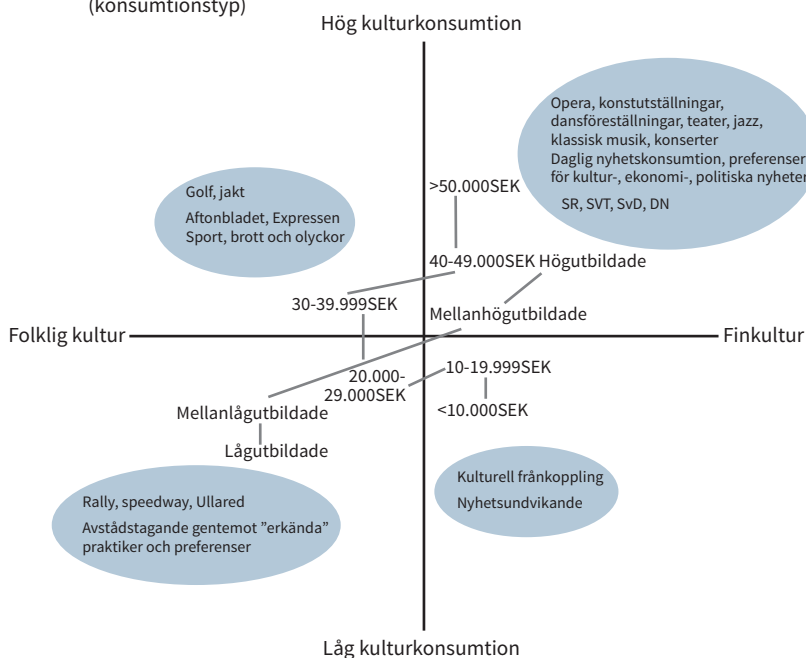 (konsumtionstyp)
Hög kulturkonsumtion
Opera, konstutställningar,
dansföreställningar, teater, jazz,
klassisk musik, konserter
Daglig nyhetskonsumtion, preferenser
för kultur-, ekonomi-, politiska nyheter
SR, SVT, SvD, DN
Golf, jakt
Aftonbladet, Expressen
Sport, brott och olyckor
>50.000SEK
40-49.000SEK
Högutbildade
30-39.999SEK
Mellanhögutbildade
Folklig kultur
Finkultur
20.000-
29.000SEK
10-19.999SEK
<10.000SEK
Mellanlågutbildade
Lågutbildade
Rally, speedway, Ullared
Avstådstagande gentemot ”erkända”
praktiker och preferenser
Kulturell frånkoppling
Nyhetsundvikande
Låg kulturkonsumtion